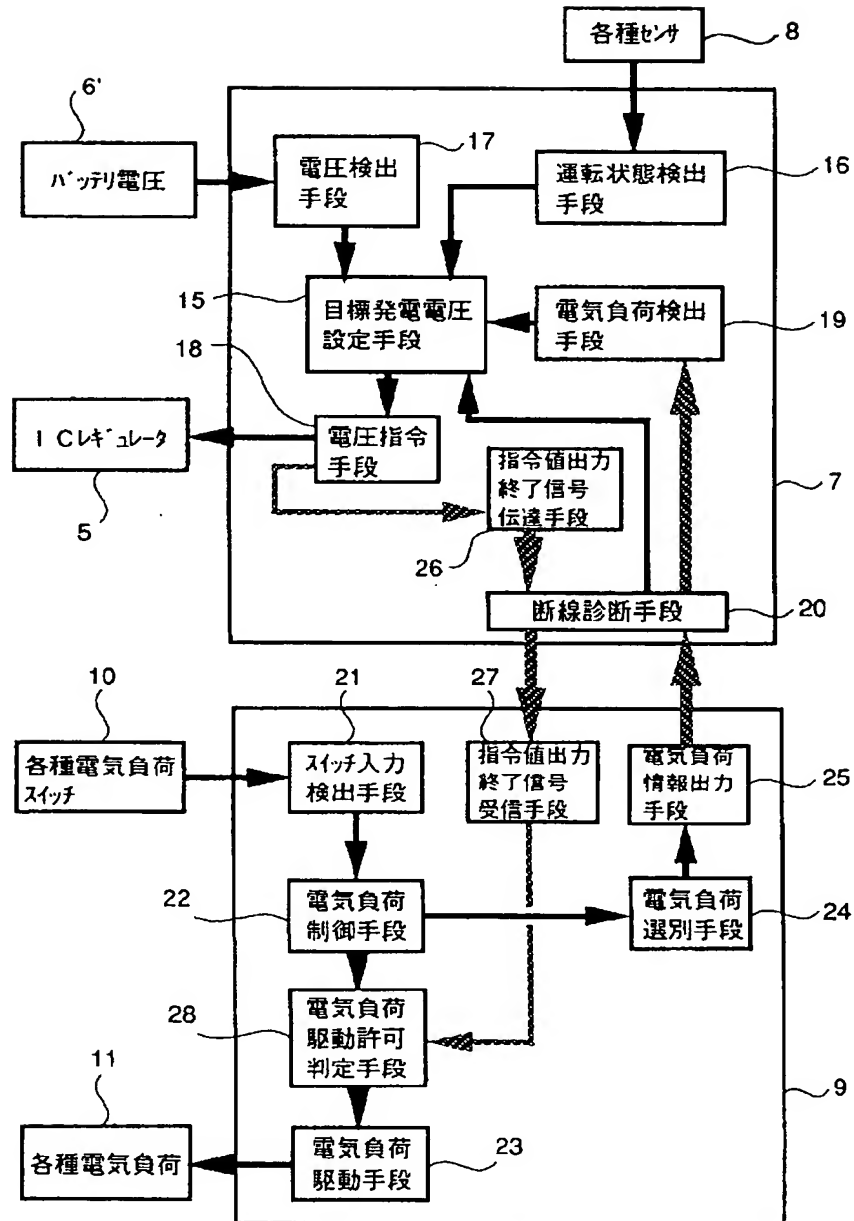 各種センサ
8
6'
バッテリ電圧
17
電圧検出
手段
運転状態検出
手段
16
15
目標発電電圧
設定手段
電気負荷検出
手段
19
18
ICレギュレータ
5
電圧指令
手段
指令値出力
終了信号
伝達手段
26
7
断線診断手段
20
10
各種電気負荷
スイッチ
21
スイッチ入力
検出手段
27
指令値出力
終了信号
受信手段
電気負荷
情報出力
手段
25
22
電気負荷
制御手段
電気負荷
選別手段
24
28
電気負荷
駆動許可
判定手段
11
各種電気負荷
電気負荷
駆動手段
23
9